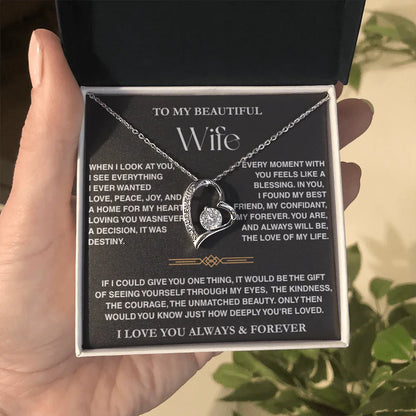 TO MY BEAUTIFUL
Wife
WHEN I LOOK AT YOU,
I SEE EVERYTHING
I EVER WANTED
LOVE, PEACE, JOY, AND
A HOME FOR MY HEART
LOVING YOU WASNEVER
A DECISION, IT WAS
DESTINY.
EVERY MOMENT WITH
YOU FEELS LIKE A
BLESSING. IN YOU,
I FOUND MY BEST
FRIEND, MY CONFIDANT,
MY FOREVER. YOU ARE,
AND ALWAYS WILL BE,
THE LOVE OF MY LIFE.
IF I COULD GIVE YOU ONE THING, IT WOULD BE THE GIFT
OF SEEING YOURSELF THROUGH MY EYES, THE KINDNESS,
THE COURAGE, THE UNMATCHED BEAUTY. ONLY THEN
WOULD YOU KNOW JUST HOW DEEPLY YOU'RE LOVED.
I LOVE YOU ALWAYS & FOREVER